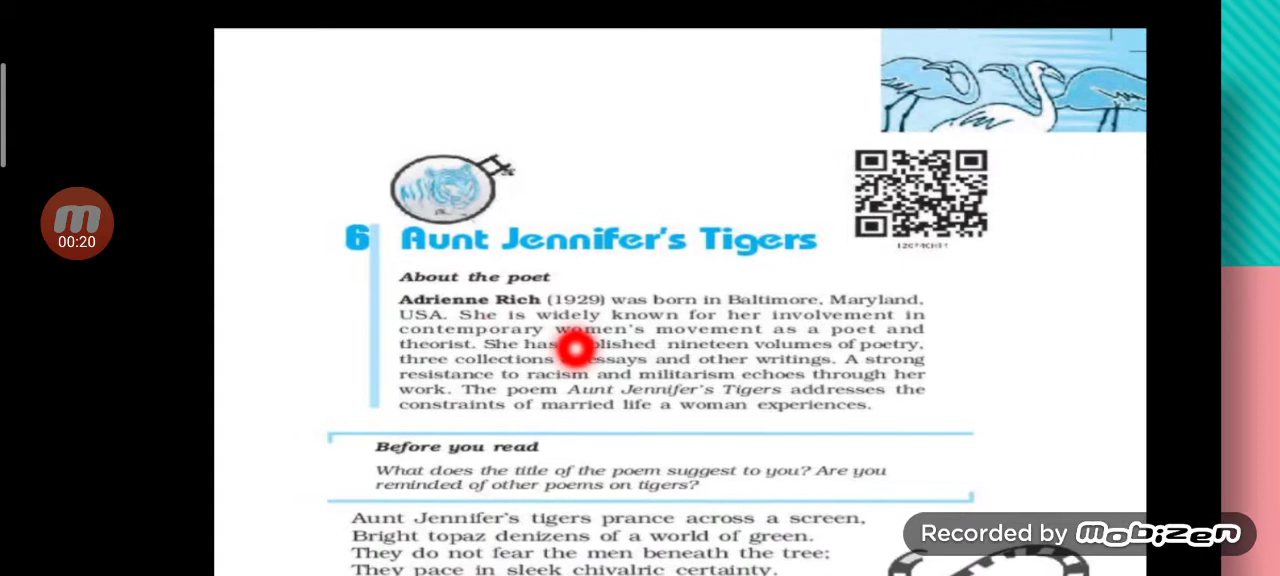 00:20
12074CH11
6 Aunt Jennifer's Tigers
About the poet
Adrienne Rich (1929) was born in Baltimore, Maryland,
USA. She is widely known for her involvement in
contemporary women's movement as a poet and
theorist. She has lished nineteen volumes of poetry,
three collections essays and other writings. A strong
resistance to racism and militarism echoes through her
work. The poem Aunt Jennifer's Tigers addresses the
constraints of married life a woman experiences.
Before you read
What does the title of the poem suggest to you? Are you
reminded of other poems on tigers?
Aunt Jennifer's tigers prance across a screen,
Bright topaz denizens of a world of green.
They do not fear the men beneath the tree;
They pace in sleek chivalric certainty.
Recorded by mobizen